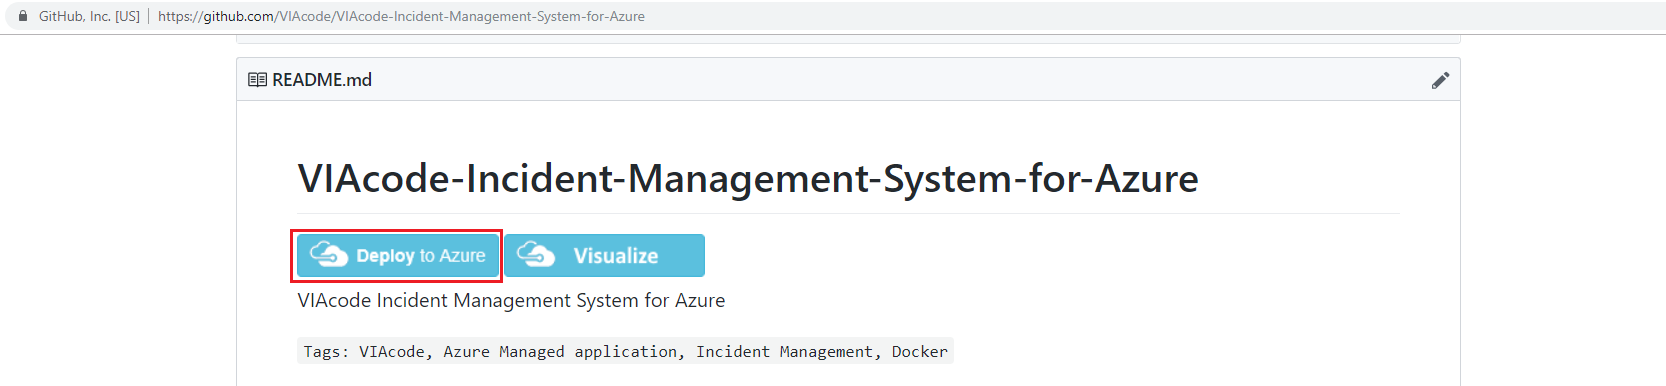 GitHub, Inc. [US] | https://github.com/VIAcode/VIAcode-Incident-Management-System-for-Azure
README.md
VIAcode-Incident-Management-System-for-Azure
Deploy to Azure Visualize
VIAcode Incident Management System for Azure
Tags: VIAcode, Azure Managed application, Incident Management, Docker